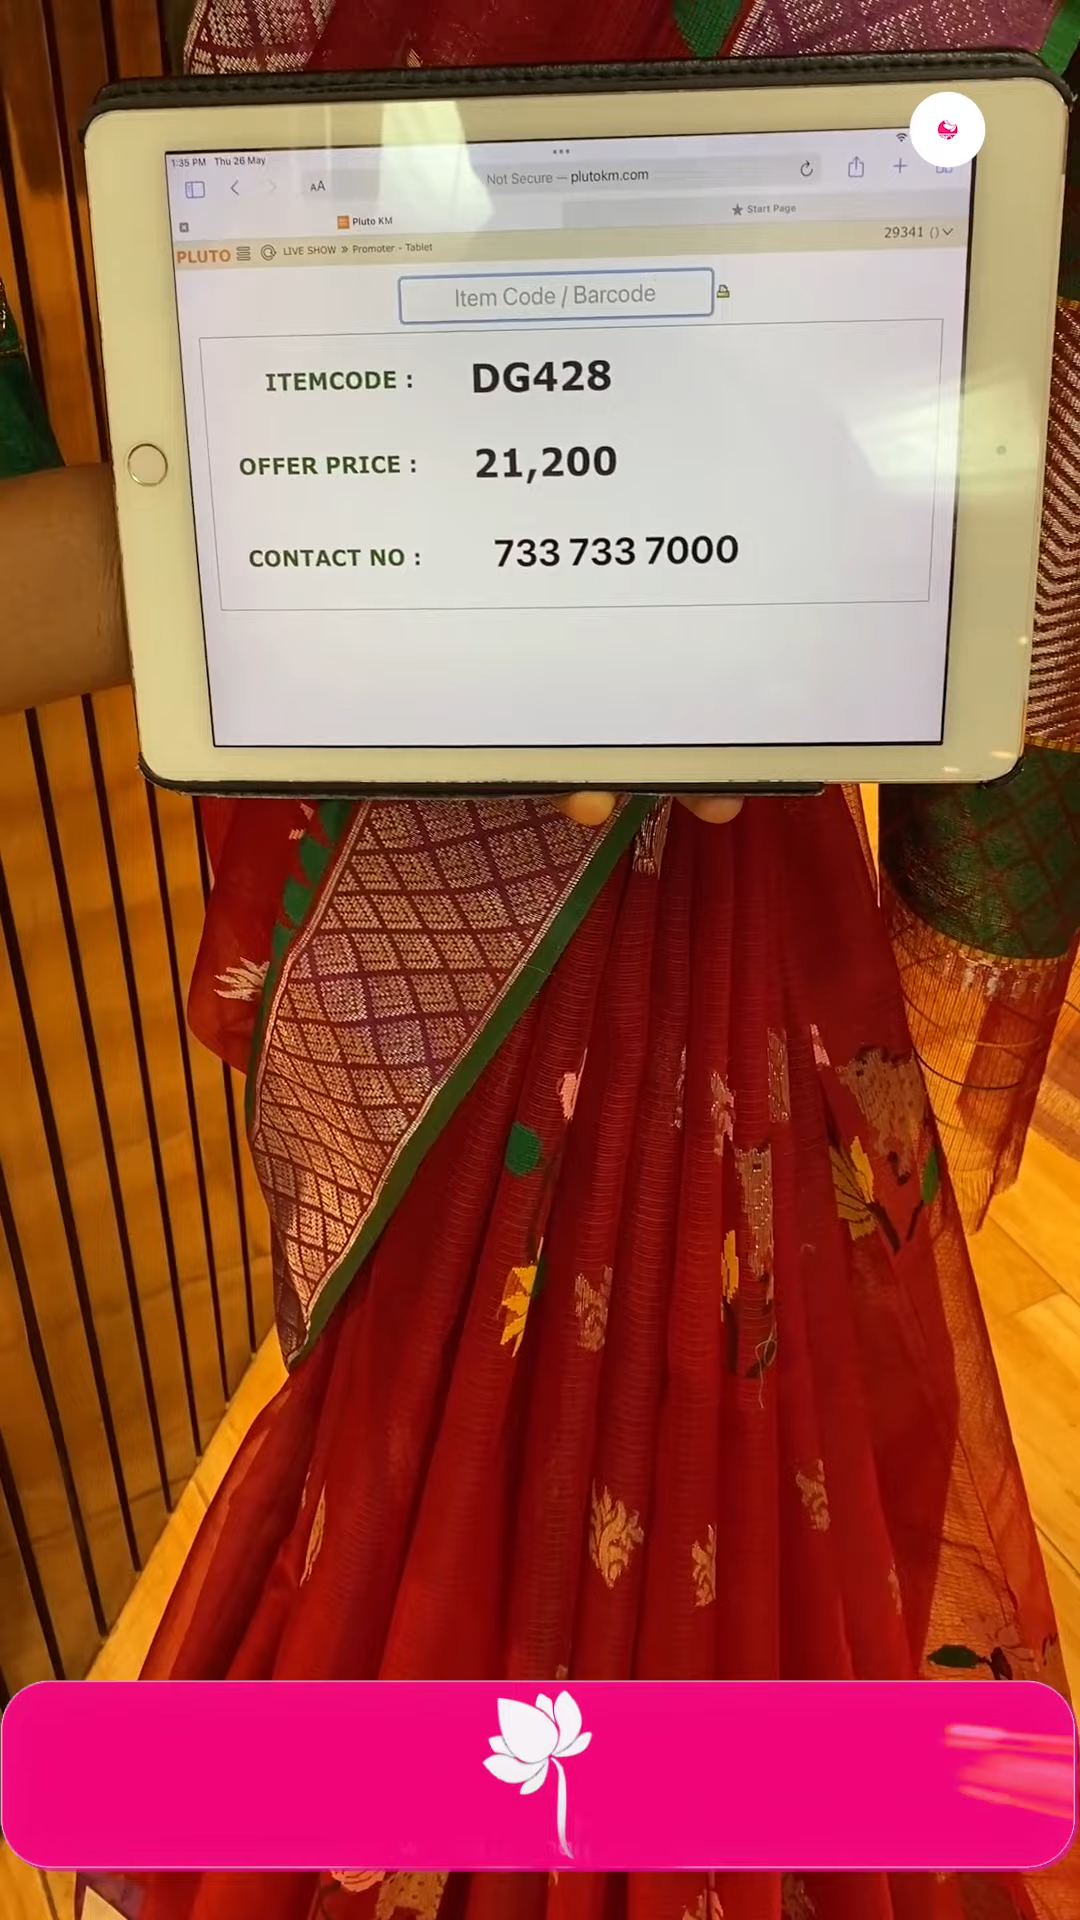 1:35 PM Thu 26 May
AA
Not Secure — plutokm.com
Pluto KM
Start Page
PLUTO
LIVE SHOW » Promoter - Tablet
29341 ()
Item Code / Barcode
ITEMCODE : DG428
OFFER PRICE : 21,200
CONTACT NO : 733 733 7000